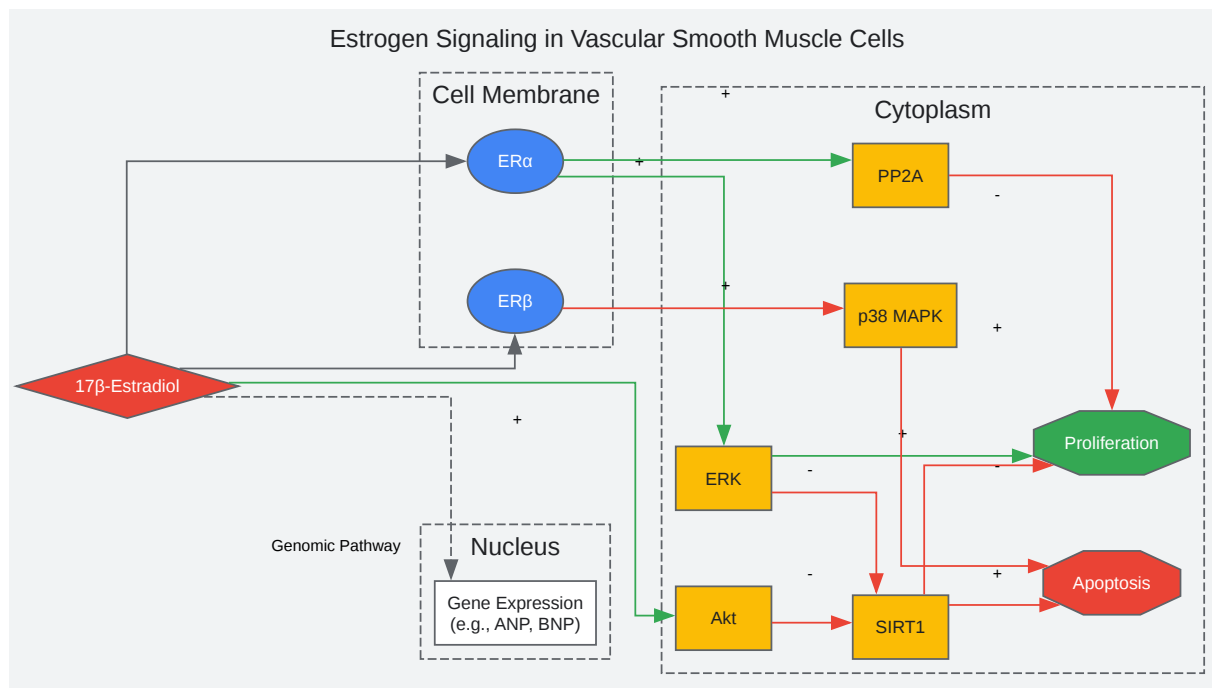 Estrogen Signaling in Vascular Smooth Muscle Cells
Cell Membrane
+
Cytoplasm
ERα
+
PP2A
-
ERβ
+
p38 MAPK
+
17β-Estradiol
+
+
Proliferation
ERK
-
-
Genomic Pathway
Nucleus
Gene Expression
(e.g., ANP, BNP)
-
+
Apoptosis
Akt
SIRT1